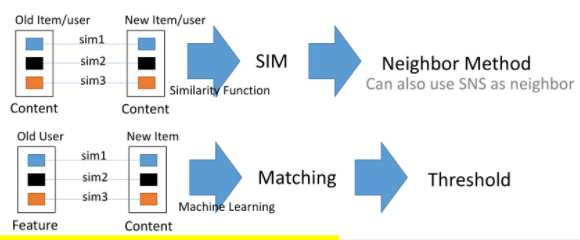 Old Item/user New Item/user
sim1
sim2
sim3
SIM
Neighbor Method
Can also use SNS as neighbor
Similarity Function
Content Content
Old User New Item
sim1
sim2
sim3
Matching
Threshold
Machine Learning
Feature Content